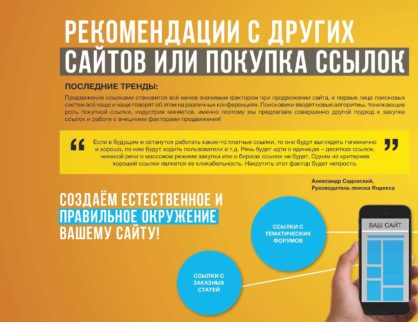 РЕКОМЕНДАЦИИ С ДРУГИХ
САЙТОВ ИЛИ ПОКУПКА ССЫЛОК
ПОСЛЕДНИЕ ТРЕНДЫ:
Продвижение ссылками становится всё менее значимым фактором при продвижении сайта, и первые лица поисковых
систем всё чаще и чаще говорят об этом на различных конференциях. Поисковики вводят новые алгоритмы, понижающие
роль покупной ссылки, индустрия меняется, именно поэтому мы предлагаем совершенно другой подход к закупке
ссылок и работе с внешними факторами продвижения!
“ Если в будущем и останутся работать какие-то платные ссылки, то они будут выглядеть гигиенично ”
и хорошо, по ним будут ходить пользователи и т.д. Речь будет идти о единицах – десятках ссылок,
никакой речи о массовом режиме закупки или о биржах ссылок не будет. Одним из критериев
хорошей ссылки является ее кликабельность. Накрутить этот фактор будет непросто.
Александр Садовский,
Руководитель поиска Яндекса
СОЗДАЁМ ЕСТЕСТВЕННОЕ И
ПРАВИЛЬНОЕ ОКРУЖЕНИЕ
ВАШЕМУ САЙТУ!
ССЫЛКИ С
ТЕМАТИЧЕСКИХ
ФОРУМОВ
ВАШ САЙТ
ССЫЛКИ С
ЗАКАЗНЫХ
СТАТЕЙ